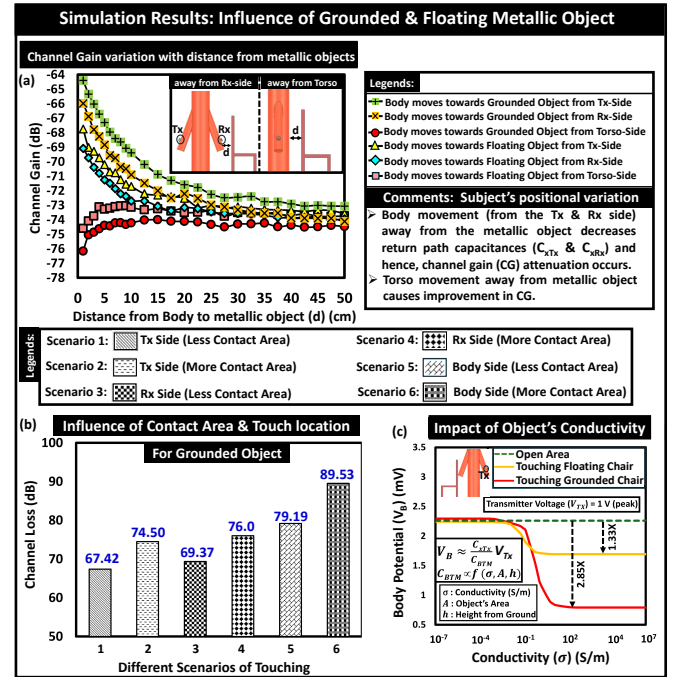 Simulation Results: Influence of Grounded & Floating Metallic Object
Channel Gain variation with distance from metallic objects
(a)
-64
-65
-66
-67
-68
-69
-70
-71
-72
-73
-74
-75
-76
-77
-78
Channel Gain (dB)
away from Rx-side
away from Torso
Tx
Rx
d
d
0 5 10 15 20 25 30 35 40 45 50
Distance from Body to metallic object (d) (cm)
Legends:
Body moves towards Grounded Object from Tx-Side
Body moves towards Grounded Object from Rx-Side
Body moves towards Grounded Object from Torso-Side
Body moves towards Floating Object from Tx-Side
Body moves towards Floating Object from Rx-Side
Body moves towards Floating Object from Torso-Side
Comments: Subject's positional variation
➢ Body movement (from the Tx & Rx side)
away from the metallic object decreases
return path capacitances (CxTx & CxRx) and
hence, channel gain (CG) attenuation occurs.
➢ Torso movement away from metallic object
causes improvement in CG.
Legends:
Scenario 1: Tx Side (Less Contact Area)
Scenario 2: Tx Side (More Contact Area)
Scenario 3: Rx Side (Less Contact Area)
Scenario 4: Rx Side (More Contact Area)
Scenario 5: Body Side (Less Contact Area)
Scenario 6: Body Side (More Contact Area)
(b)
Influence of Contact Area & Touch location
For Grounded Object
100
90
80
70
60
50
Channel Loss (dB)
67.42
74.50
69.37
76.0
79.19
89.53
1 2 3 4 5 6
Different Scenarios of Touching
(c)
Impact of Object's Conductivity
3.5
3
2.5
2
1.5
1
0.5
Body Potential (VB) (mV)
Tx
Open Area
Touching Floating Chair
Touching Grounded Chair
Transmitter Voltage (VTX) = 1 V (peak)
1.33X
2.85X
VB ≈ CxTx/CBTM VTx
CBTM ∝ f (σ, A, h)
σ : Conductivity (S/m)
A : Object's Area
h : Height from Ground
10⁻⁷ 10⁻⁴ 10⁻¹ 10² 10⁴ 10⁷
Conductivity (σ) (S/m)